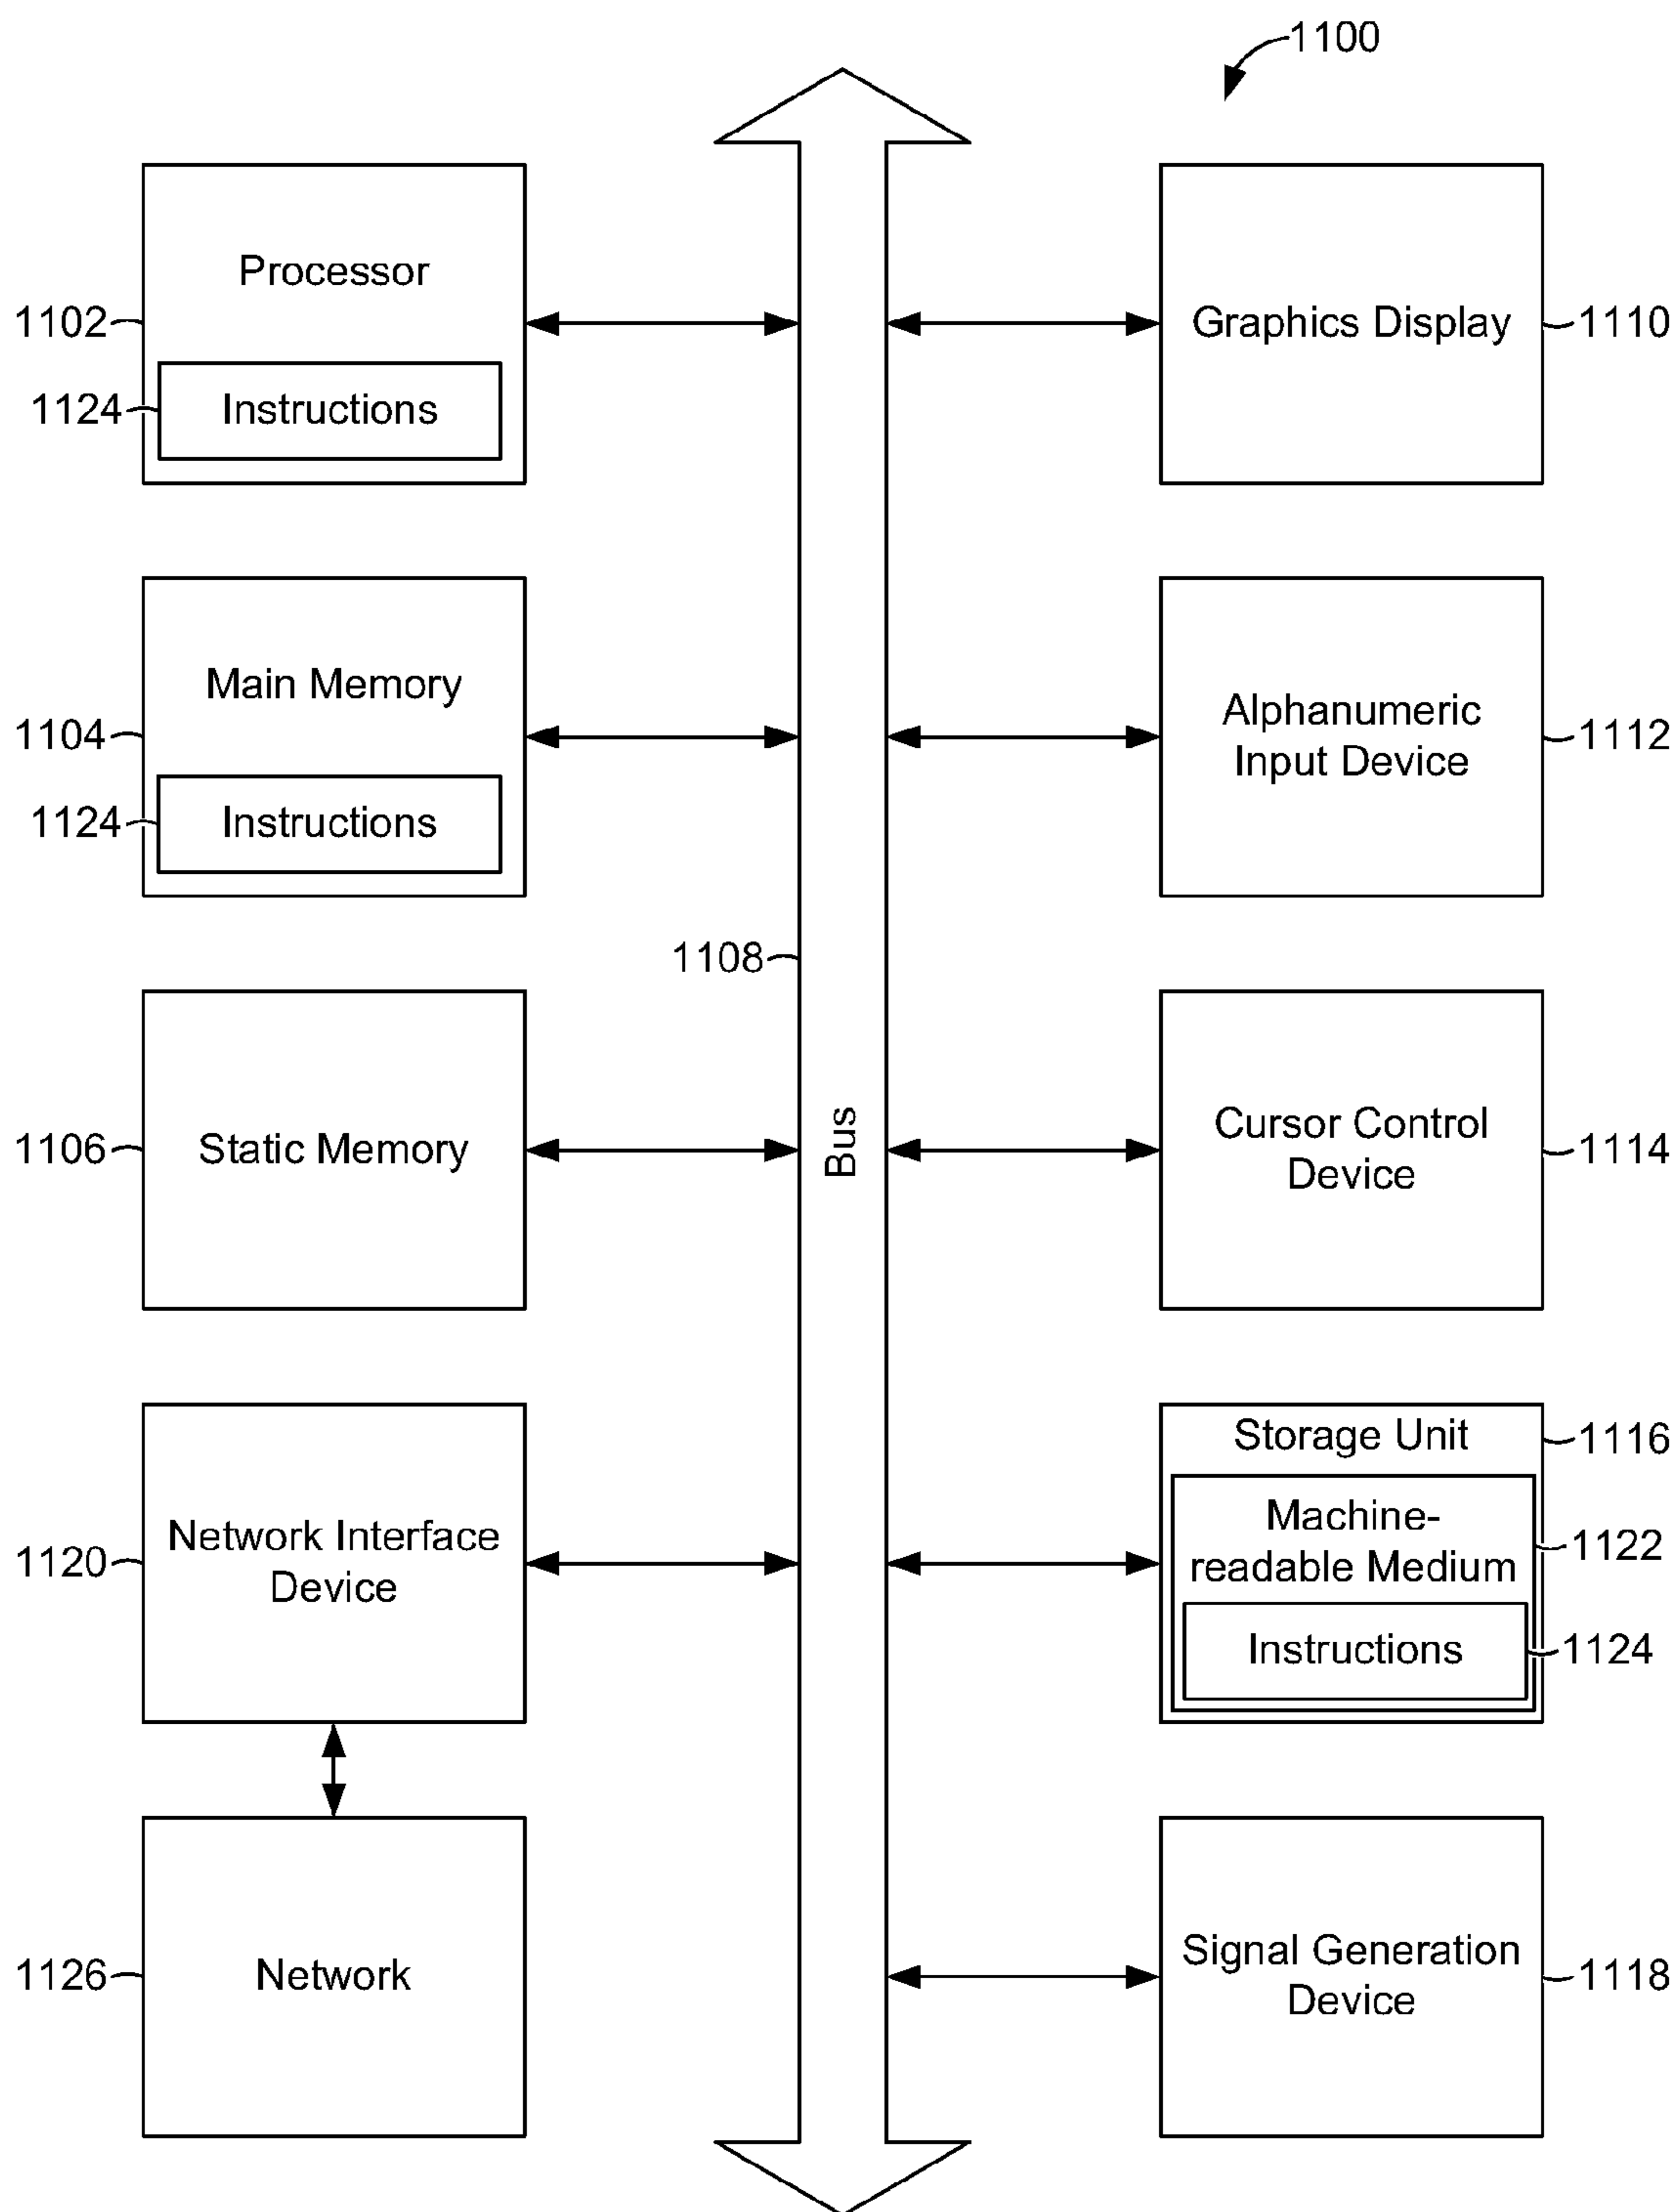 1100
Processor
1102
1124
Instructions
Graphics Display
1110
Main Memory
1104
1124
Instructions
Alphanumeric
Input Device
1112
1108
Bus
Static Memory
1106
Cursor Control
Device
1114
Network Interface
Device
1120
Storage Unit
1116
Machine-
readable Medium
1122
Instructions
1124
Network
1126
Signal Generation
Device
1118